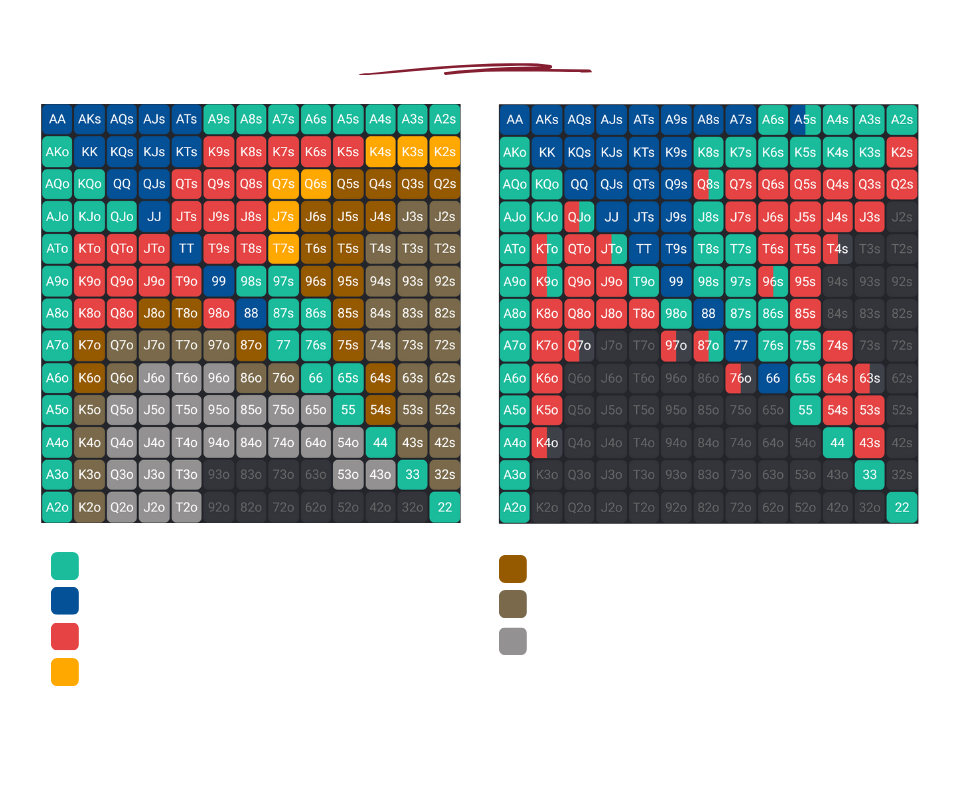 AA AKs AQs AJs ATs A9s A8s A7s A6s A5s A4s A3s A2s
AKo KK KQs KJs KTs K9s K8s K7s K6s K5s K4s K3s K2s
AQo KQo QQ QJs QTs Q9s Q8s Q7s Q6s Q5s Q4s Q3s Q2s
AJo KJo QJo JJ JTs J9s J8s J7s J6s J5s J4s J3s J2s
ATo KTo QTo JTo TT T9s T8s T7s T6s T5s T4s T3s T2s
A9o K9o Q9o J9o T9o 99 98s 97s 96s 95s 94s 93s 92s
A8o K8o Q8o J8o T8o 98o 88 87s 86s 85s 84s 83s 82s
A7o K7o Q7o J7o T7o 97o 87o 77 76s 75s 74s 73s 72s
A6o K6o Q6o J6o T6o 96o 86o 76o 66 65s 64s 63s 62s
A5o K5o Q5o J5o T5o 95o 85o 75o 65o 55 54s 53s 52s
A4o K4o Q4o J4o T4o 94o 84o 74o 64o 54o 44 43s 42s
A3o K3o Q3o J3o T3o 93o 83o 73o 63o 53o 43o 33 32s
A2o K2o Q2o J2o T2o 92o 82o 72o 62o 52o 42o 32o 22
AA AKs AQs AJs ATs A9s A8s A7s A6s A5s A4s A3s A2s
AKo KK KQs KJs KTs K9s K8s K7s K6s K5s K4s K3s K2s
AQo KQo QQ QJs QTs Q9s Q8s Q7s Q6s Q5s Q4s Q3s Q2s
AJo KJo QJo JJ JTs J9s J8s J7s J6s J5s J4s J3s J2s
ATo KTo QTo JTo TT T9s T8s T7s T6s T5s T4s T3s T2s
A9o K9o Q9o J9o T9o 99 98s 97s 96s 95s 94s 93s 92s
A8o K8o Q8o J8o T8o 98o 88 87s 86s 85s 84s 83s 82s
A7o K7o Q7o J7o T7o 97o 87o 77 76s 75s 74s 73s 72s
A6o K6o Q6o J6o T6o 96o 86o 76o 66 65s 64s 63s 62s
A5o K5o Q5o J5o T5o 95o 85o 75o 65o 55 54s 53s 52s
A4o K4o Q4o J4o T4o 94o 84o 74o 64o 54o 44 43s 42s
A3o K3o Q3o J3o T3o 93o 83o 73o 63o 53o 43o 33 32s
A2o K2o Q2o J2o T2o 92o 82o 72o 62o 52o 42o 32o 22